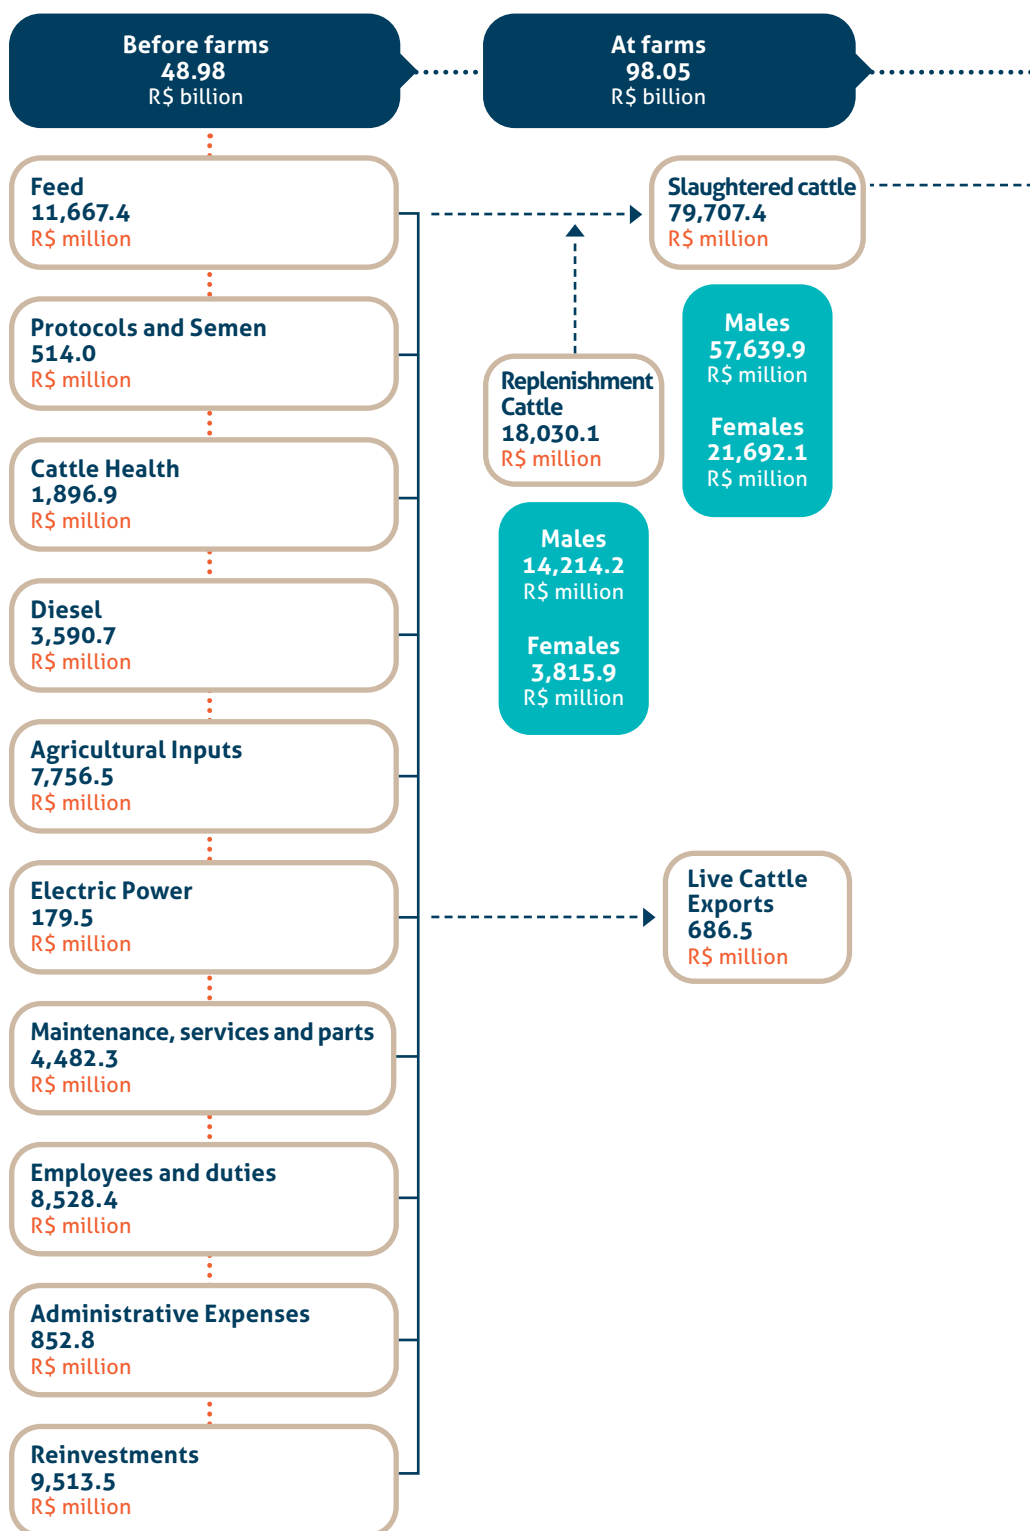 Before farms
48.98
R$ billion
At farms
98.05
R$ billion
Feed
11,667.4
R$ million
Protocols and Semen
514.0
R$ million
Cattle Health
1,896.9
R$ million
Diesel
3,590.7
R$ million
Agricultural Inputs
7,756.5
R$ million
Electric Power
179.5
R$ million
Maintenance, services and parts
4,482.3
R$ million
Employees and duties
8,528.4
R$ million
Administrative Expenses
852.8
R$ million
Reinvestments
9,513.5
R$ million
Replenishment
Cattle
18,030.1
R$ million
Males
14,214.2
R$ million
Females
3,815.9
R$ million
Slaughtered cattle
79,707.4
R$ million
Males
57,639.9
R$ million
Females
21,692.1
R$ million
Live Cattle
Exports
686.5
R$ million